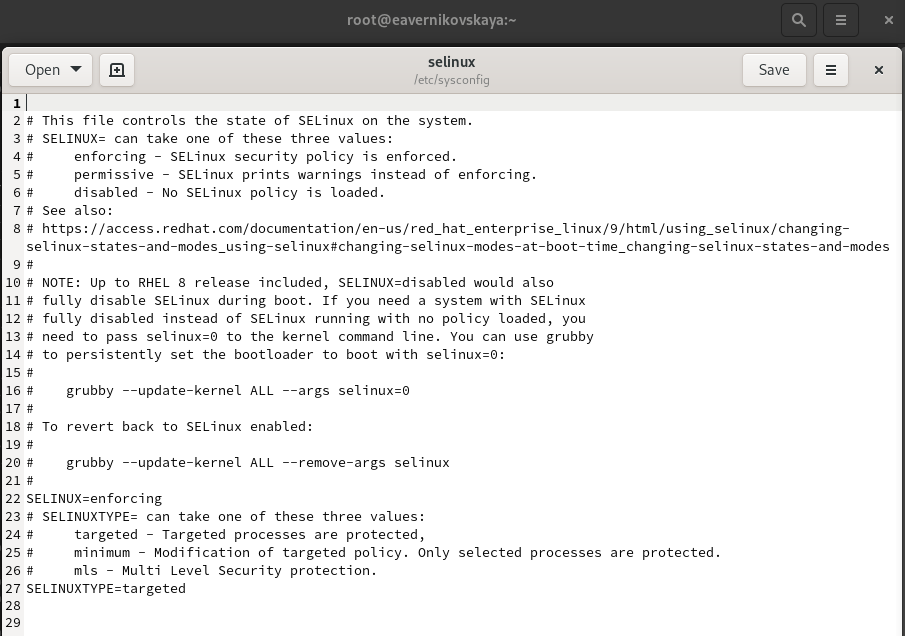 root@eavernikovskaya:~
Open
selinux
/etc/sysconfig
Save
1
2 # This file controls the state of SELinux on the system.
3 # SELINUX= can take one of these three values:
4 #     enforcing - SELinux security policy is enforced.
5 #     permissive - SELinux prints warnings instead of enforcing.
6 #     disabled - No SELinux policy is loaded.
7 # See also:
8 # https://access.redhat.com/documentation/en-us/red_hat_enterprise_linux/9/html/using_selinux/changing-
selinux-states-and-modes_using-selinux#changing-selinux-modes-at-boot-time_changing-selinux-states-and-modes
9 #
10 # NOTE: Up to RHEL 8 release included, SELINUX=disabled would also
11 # fully disable SELinux during boot. If you need a system with SELinux
12 # fully disabled instead of SELinux running with no policy loaded, you
13 # need to pass selinux=0 to the kernel command line. You can use grubby
14 # to persistently set the bootloader to boot with selinux=0:
15 #
16 #    grubby --update-kernel ALL --args selinux=0
17 #
18 # To revert back to SELinux enabled:
19 #
20 #    grubby --update-kernel ALL --remove-args selinux
21 #
22 SELINUX=enforcing
23 # SELINUXTYPE= can take one of these three values:
24 #     targeted - Targeted processes are protected,
25 #     minimum - Modification of targeted policy. Only selected processes are protected.
26 #     mls - Multi Level Security protection.
27 SELINUXTYPE=targeted
28
29